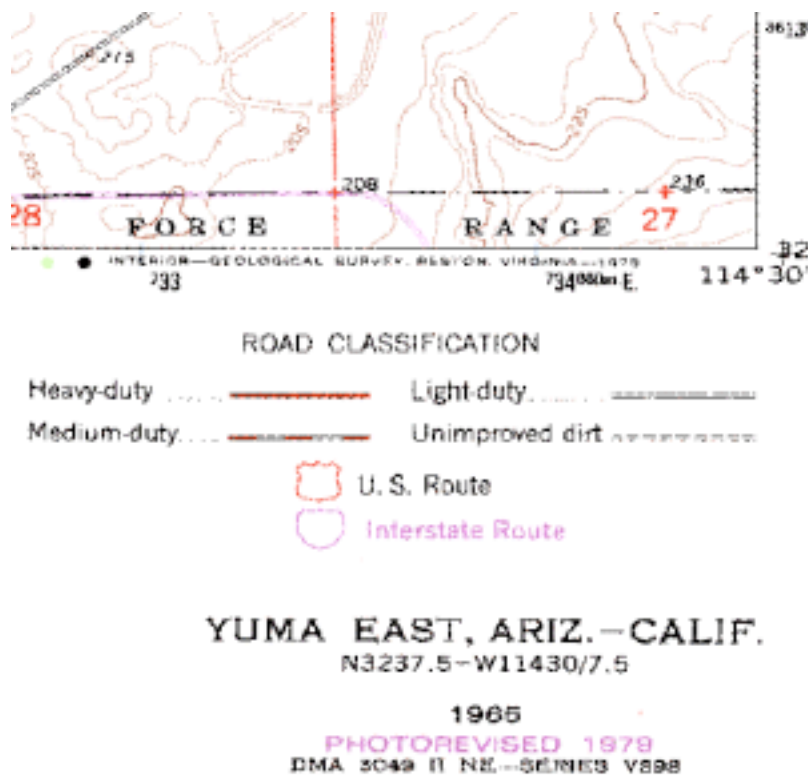 3613
215
205
205
225
208
236
28
FORCE RANGE
27
INTERIOR—GEOLOGICAL SURVEY, RESTON, VIRGINIA—1979
733
734000m E.
114°30'
ROAD CLASSIFICATION
Heavy-duty
Light-duty
Medium-duty
Unimproved dirt
U. S. Route
Interstate Route
YUMA EAST, ARIZ.–CALIF.
N3237.5–W11430/7.5
1965
PHOTOREVISED 1979
DMA 3049 II NE–SERIES V898